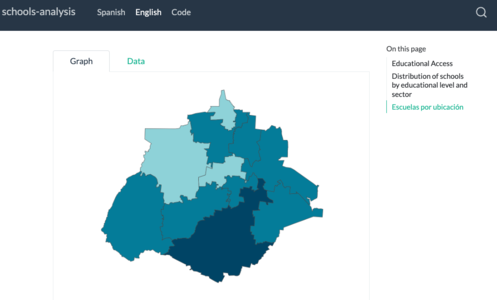 schools-analysis
Spanish
English
Code
Graph
Data
On this page
Educational Access
Distribution of schools
by educational level and
sector
Escuelas por ubicación